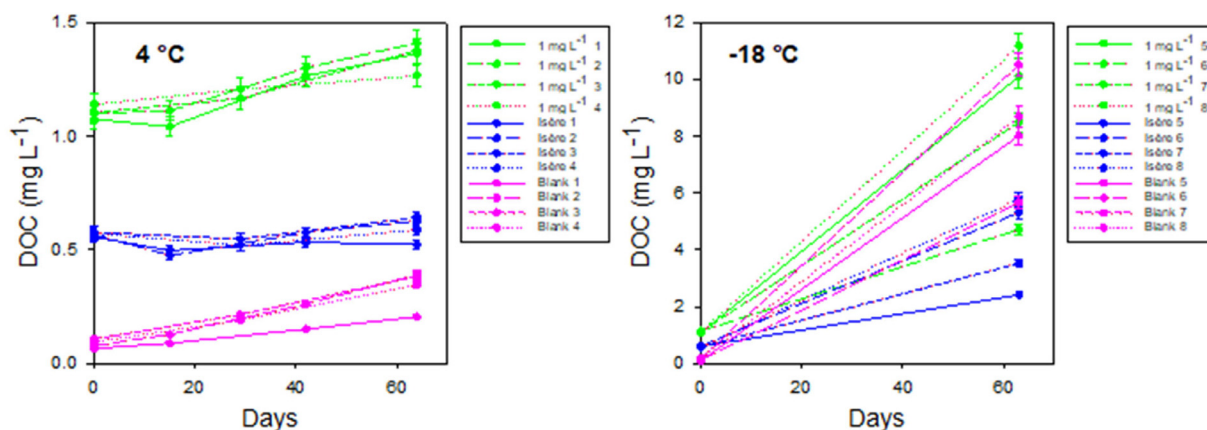 4 °C
DOC (mg L⁻¹)
1.5
1.0
0.5
0.0
0 20 40 60
Days
1 mg L⁻¹ 1
1 mg L⁻¹ 2
1 mg L⁻¹ 3
1 mg L⁻¹ 4
Isère 1
Isère 2
Isère 3
Isère 4
Blank 1
Blank 2
Blank 3
Blank 4
-18 °C
DOC (mg L⁻¹)
12
10
8
6
4
2
0
0 20 40 60
Days
1 mg L⁻¹ 5
1 mg L⁻¹ 6
1 mg L⁻¹ 7
1 mg L⁻¹ 8
Isère 5
Isère 6
Isère 7
Isère 8
Blank 5
Blank 6
Blank 7
Blank 8